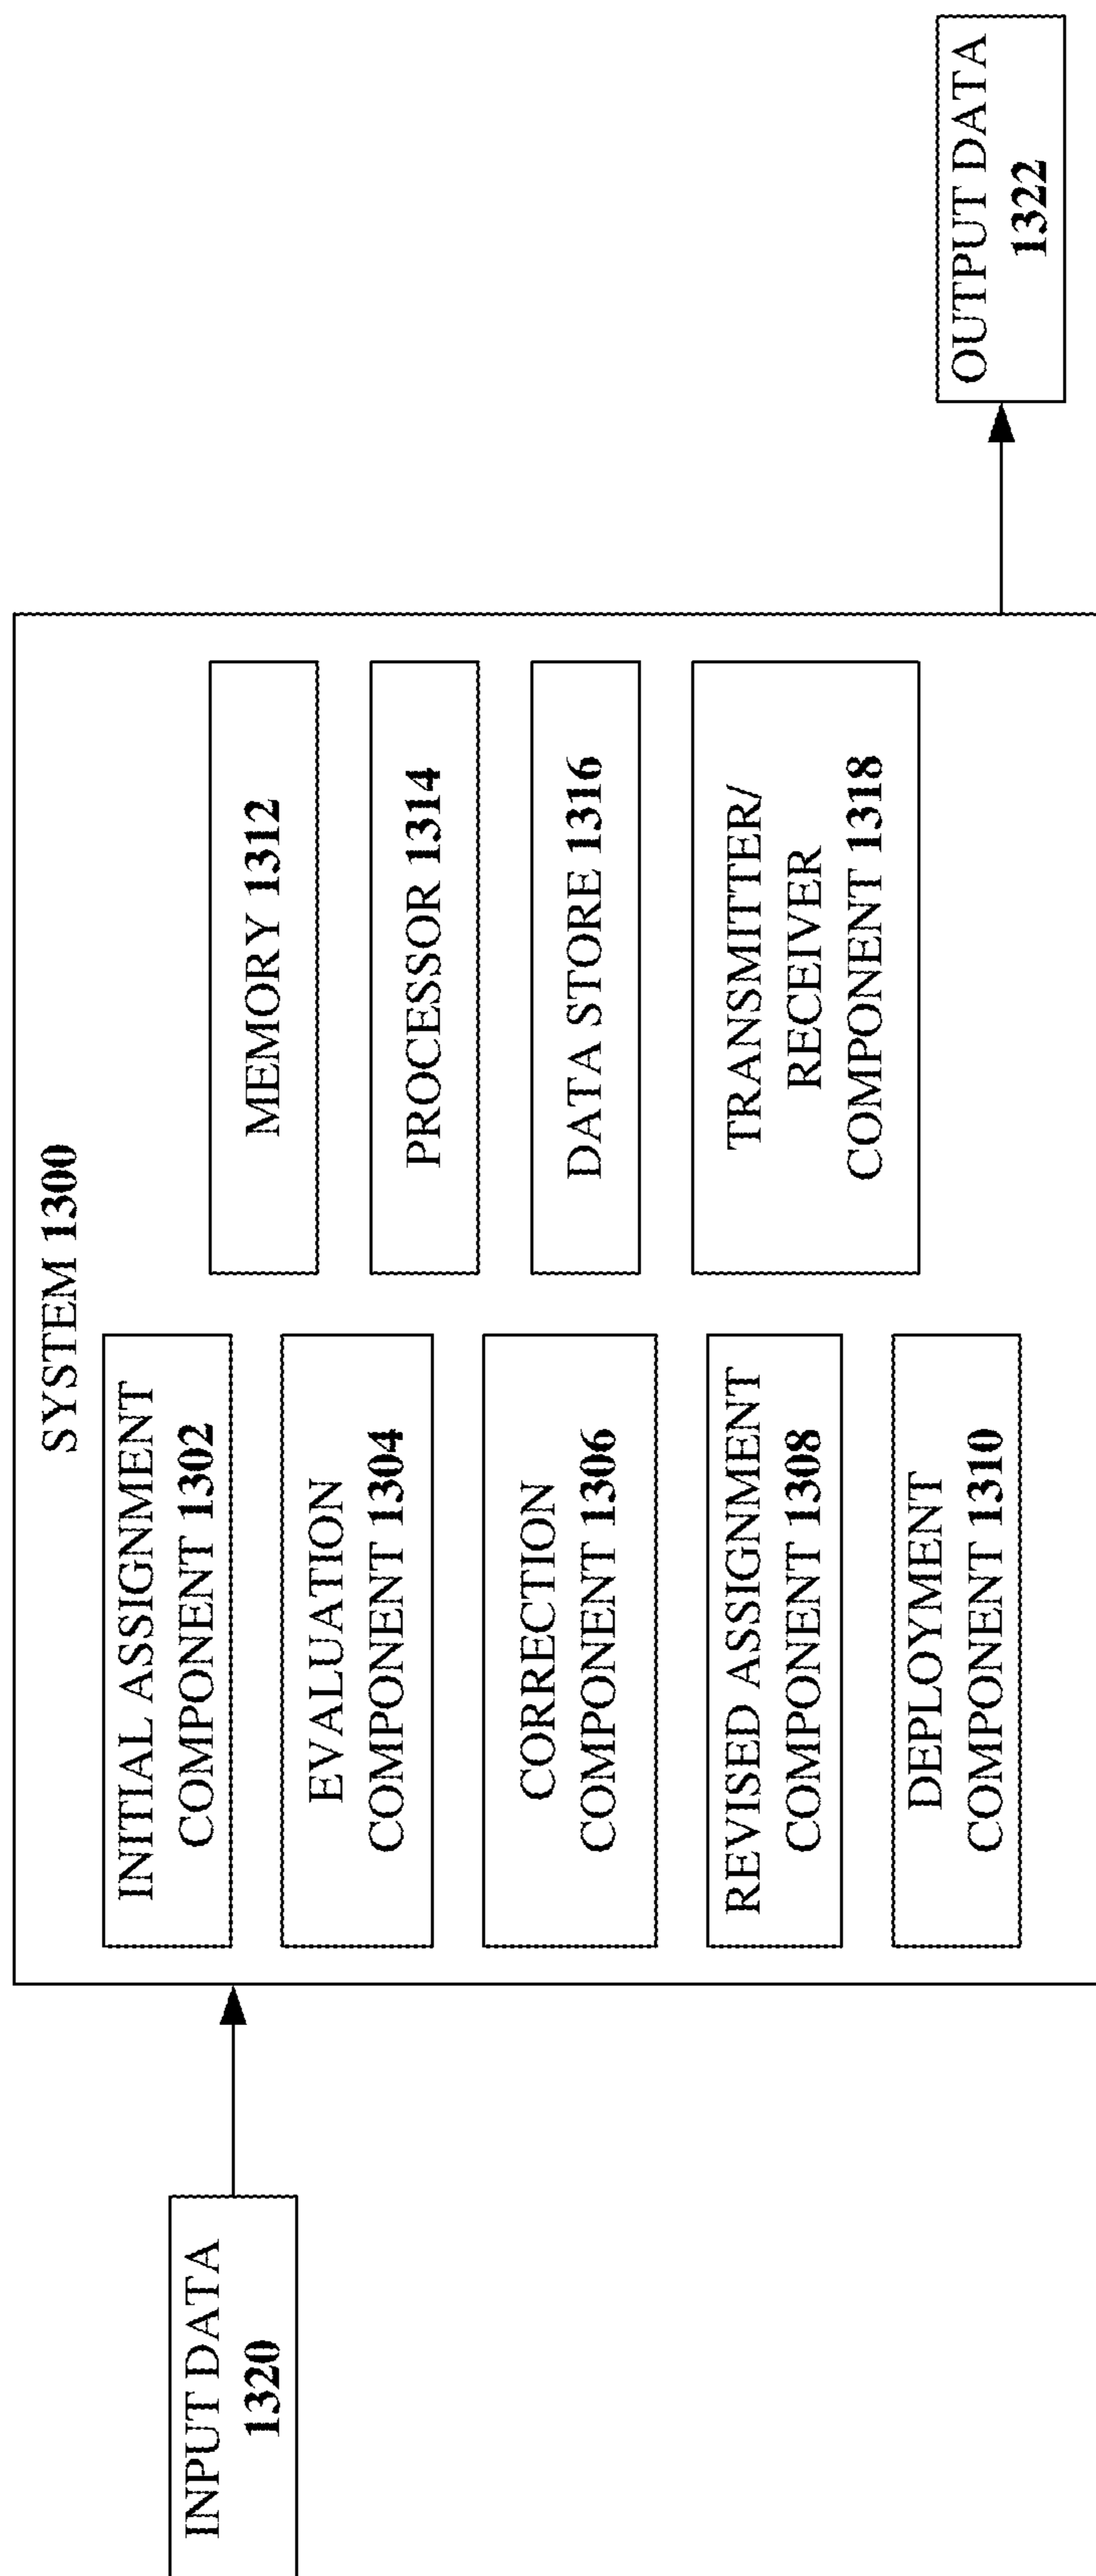 SYSTEM 1300
INPUT DATA
1320
INITIAL ASSIGNMENT
COMPONENT 1302
EVALUATION
COMPONENT 1304
CORRECTION
COMPONENT 1306
REVISED ASSIGNMENT
COMPONENT 1308
DEPLOYMENT
COMPONENT 1310
MEMORY 1312
PROCESSOR 1314
DATA STORE 1316
TRANSMITTER/
RECEIVER
COMPONENT 1318
OUTPUT DATA
1322